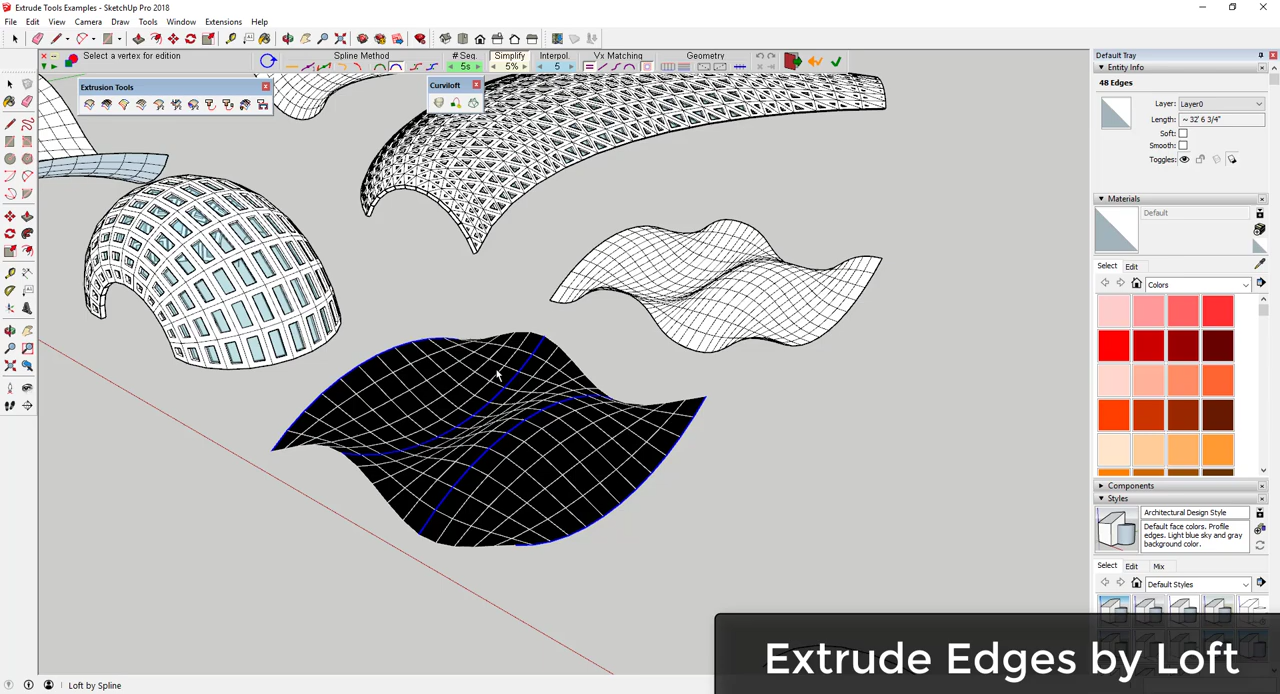 Extrude Tools Examples - SketchUp Pro 2018
File Edit View Camera Draw Tools Window Extensions Help
Select a vertex for edition
Spline Method
# Seg.
5s
Simplify
5%
Interpol.
5
Vx Matching
Geometry
Extrusion Tools
Curviloft
Default Tray
Entity Info
48 Edges
Layer: Layer0
Length: ~ 32' 6 3/4"
Soft:
Smooth:
Toggles:
Materials
Default
Select Edit
Colors
Components
Styles
Architectural Design Style
Default face colors. Profile
edges. Light blue sky and gray
background color.
Select Edit Mix
Default Styles
Extrude Edges by Loft
Loft by Spline